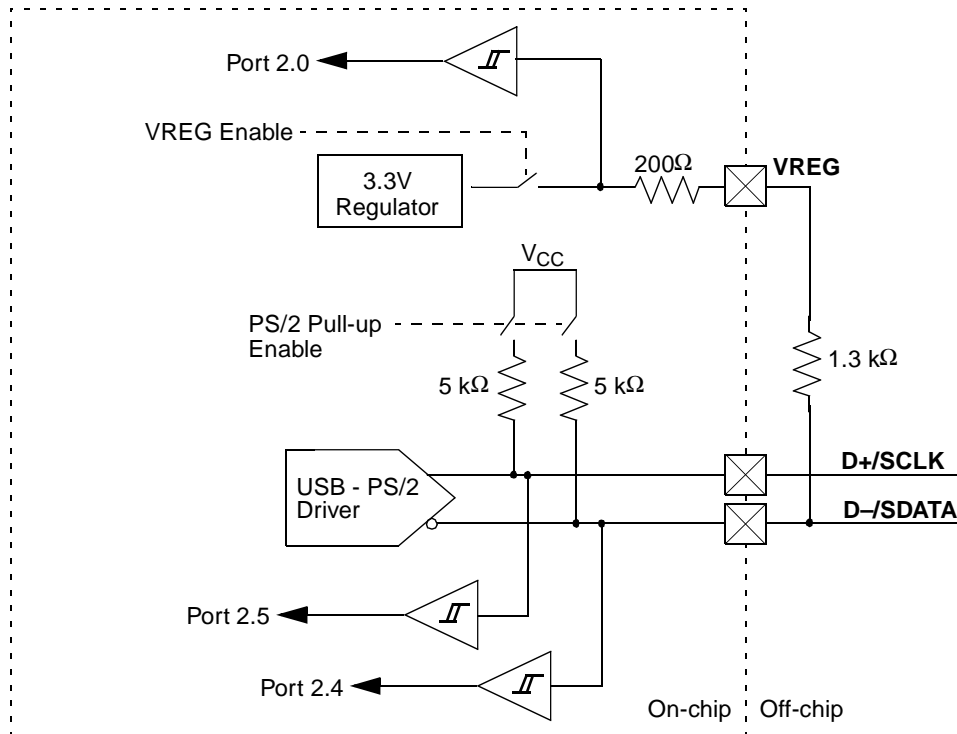 Port 2.0
VREG Enable
3.3V
Regulator
200Ω
VREG
VCC
PS/2 Pull-up
Enable
5 kΩ
5 kΩ
1.3 kΩ
USB - PS/2
Driver
D+/SCLK
D–/SDATA
Port 2.5
Port 2.4
On-chip
Off-chip